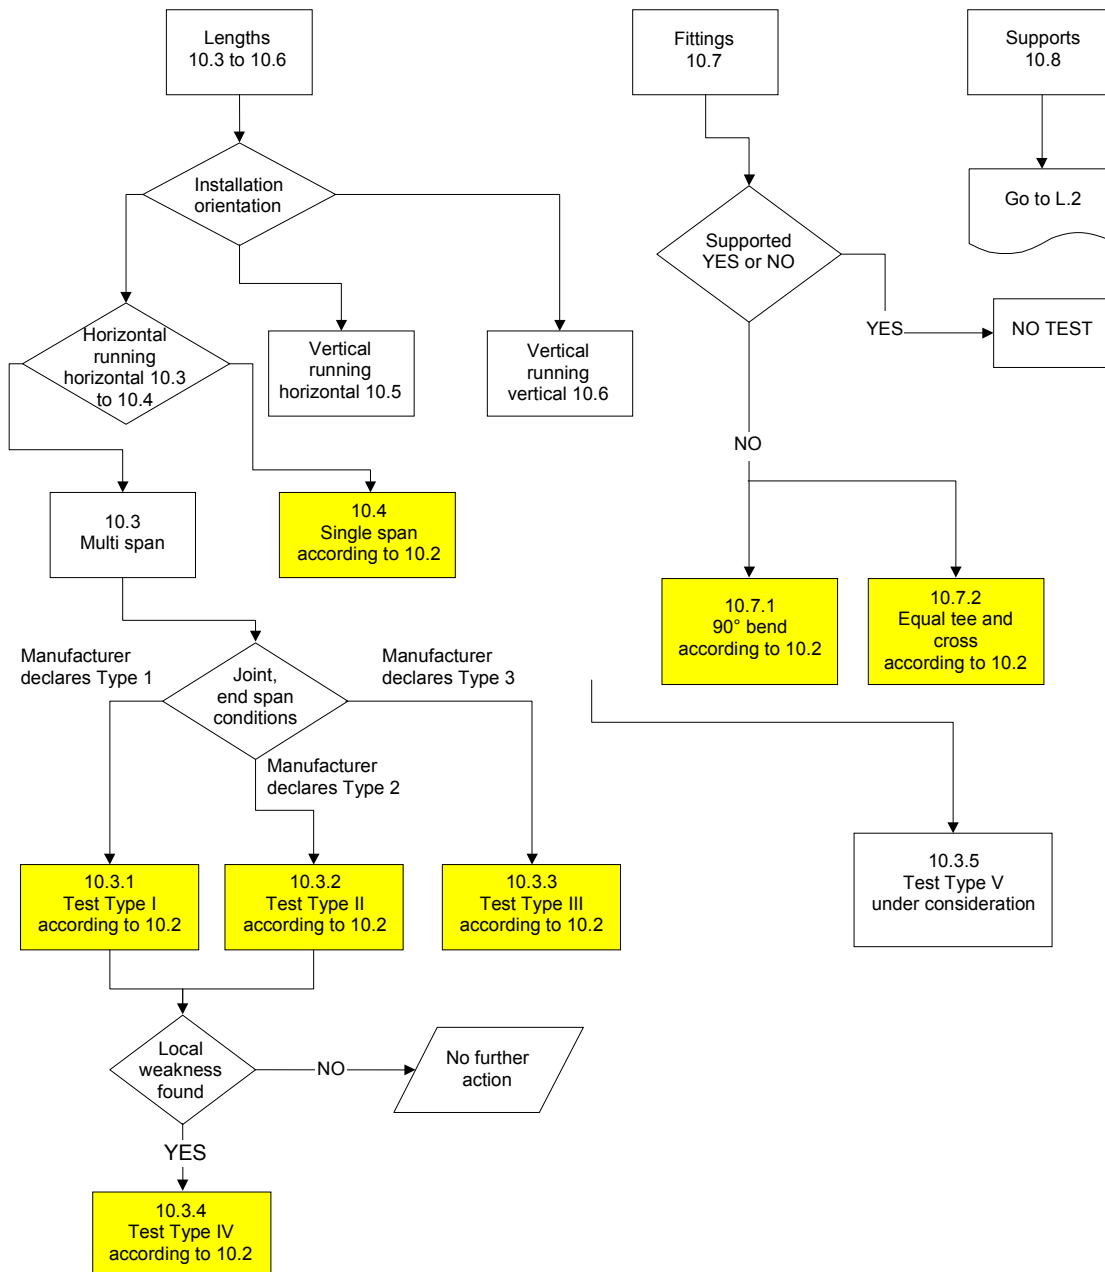 Lengths
10.3 to 10.6
Fittings
10.7
Supports
10.8
Installation
orientation
Go to L.2
Supported
YES or NO
YES
NO TEST
Horizontal
running
horizontal 10.3
to 10.4
Vertical
running
horizontal 10.5
Vertical
running
vertical 10.6
NO
10.3
Multi span
10.4
Single span
according to 10.2
10.7.1
90° bend
according to 10.2
10.7.2
Equal tee and
cross
according to 10.2
Manufacturer
declares Type 1
Joint,
end span
conditions
Manufacturer
declares Type 3
Manufacturer
declares Type 2
10.3.1
Test Type I
according to 10.2
10.3.2
Test Type II
according to 10.2
10.3.3
Test Type III
according to 10.2
10.3.5
Test Type V
under consideration
Local
weakness
found
NO
No further
action
YES
10.3.4
Test Type IV
according to 10.2